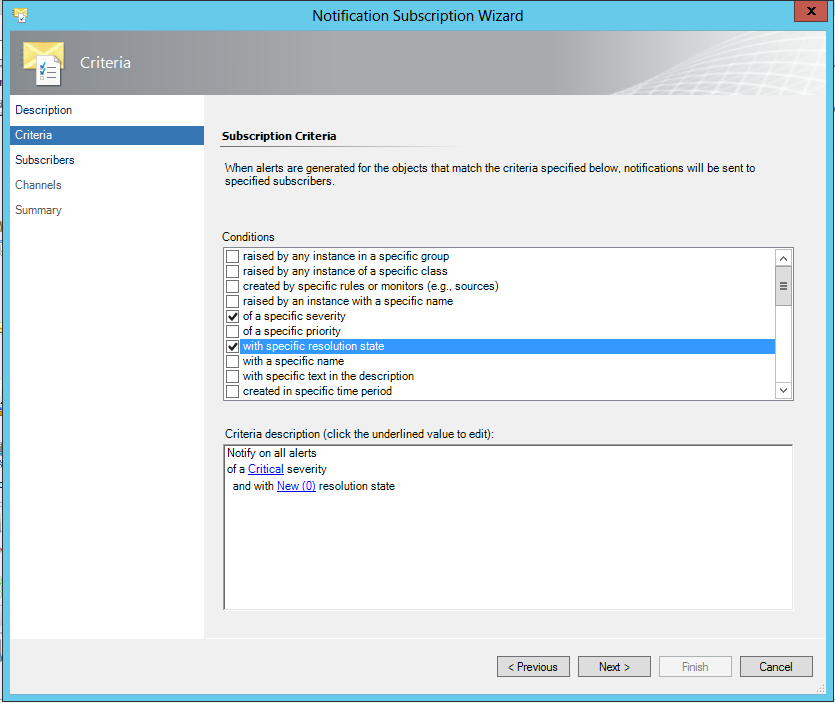 Notification Subscription Wizard
x
Criteria
Description
Criteria
Subscribers
Channels
Summary
Subscription Criteria
When alerts are generated for the objects that match the criteria specified below, notifications will be sent to
specified subscribers.
Conditions
raised by any instance in a specific group
raised by any instance of a specific class
created by specific rules or monitors (e.g., sources)
raised by an instance with a specific name
of a specific severity
of a specific priority
with specific resolution state
with a specific name
with specific text in the description
created in specific time period
Criteria description (click the underlined value to edit):
Notify on all alerts
of a Critical severity
and with New (0) resolution state
< Previous
Next >
Finish
Cancel